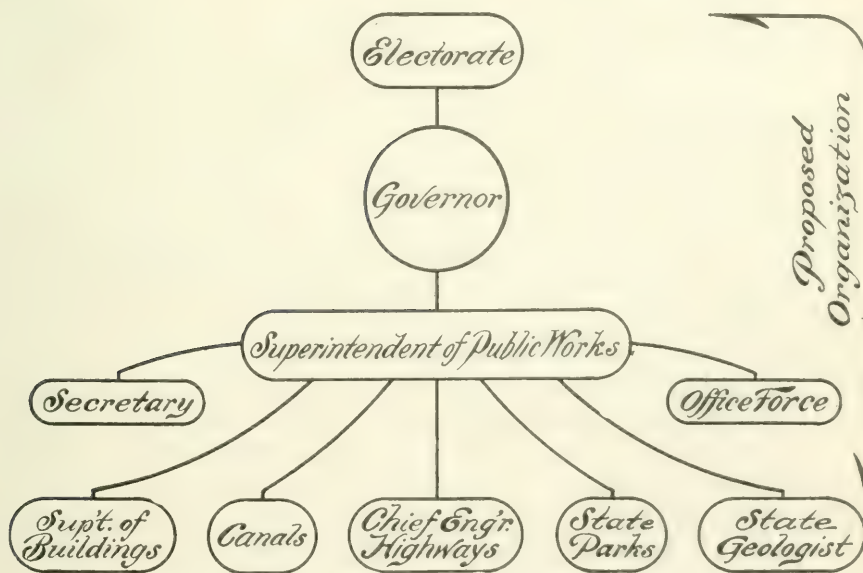 Electorate
Governor
Proposed
Organization
Superintendent of Public Works
Secretary
Office Force
Sup't. of
Buildings
Canals
Chief Eng'r.
Highways
State
Parks
State
Geologist